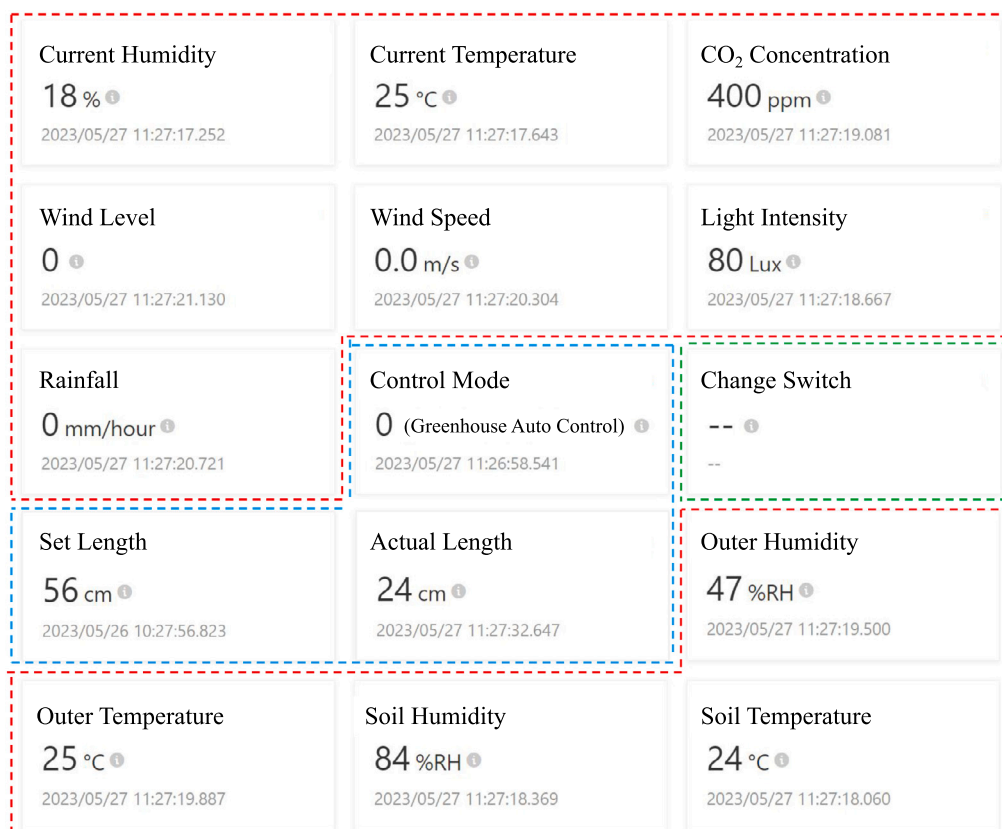 Current Humidity
18 %
2023/05/27 11:27:17.252
Current Temperature
25 °C
2023/05/27 11:27:17.643
CO₂ Concentration
400 ppm
2023/05/27 11:27:19.081
Wind Level
0
2023/05/27 11:27:21.130
Wind Speed
0.0 m/s
2023/05/27 11:27:20.304
Light Intensity
80 Lux
2023/05/27 11:27:18.667
Rainfall
0 mm/hour
2023/05/27 11:27:20.721
Control Mode
0 (Greenhouse Auto Control)
2023/05/27 11:26:58.541
Change Switch
--
--
Set Length
56 cm
2023/05/26 10:27:56.823
Actual Length
24 cm
2023/05/27 11:27:32.647
Outer Humidity
47 %RH
2023/05/27 11:27:19.500
Outer Temperature
25 °C
2023/05/27 11:27:19.887
Soil Humidity
84 %RH
2023/05/27 11:27:18.369
Soil Temperature
24 °C
2023/05/27 11:27:18.060